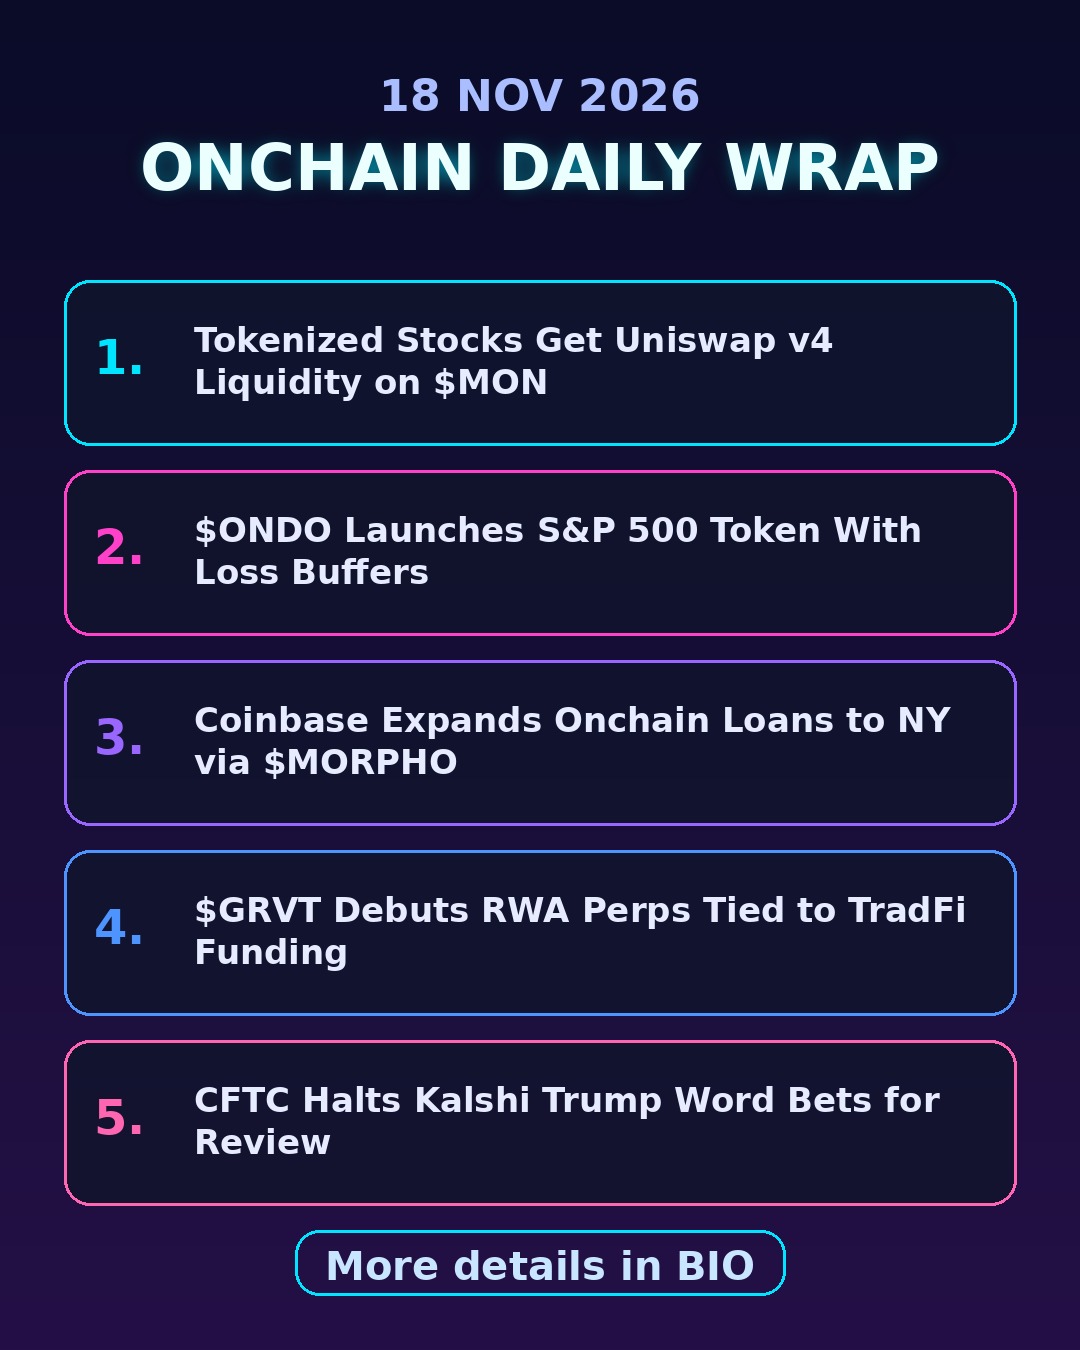 18 NOV 2026
ONCHAIN DAILY WRAP
1.
Tokenized Stocks Get Uniswap v4
Liquidity on $MON
2.
$ONDO Launches S&P 500 Token With
Loss Buffers
3.
Coinbase Expands Onchain Loans to NY
via $MORPHO
4.
$GRVT Debuts RWA Perps Tied to TradFi
Funding
5.
CFTC Halts Kalshi Trump Word Bets for
Review
More details in BIO